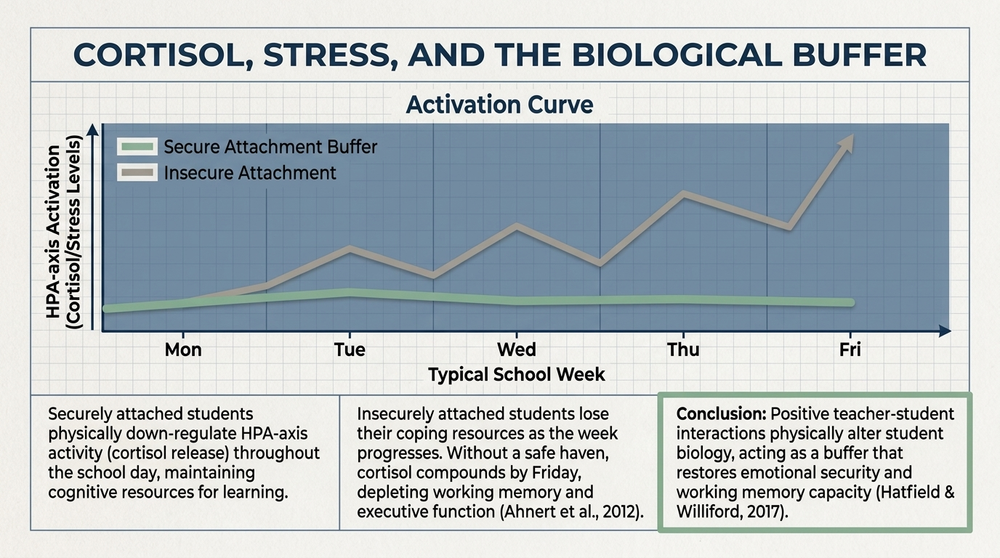 CORTISOL, STRESS, AND THE BIOLOGICAL BUFFER
Activation Curve
HPA-axis Activation
(Cortisol/Stress Levels)
Secure Attachment Buffer
Insecure Attachment
Mon
Tue
Wed
Thu
Fri
Typical School Week
Securely attached students
physically down-regulate HPA-axis
activity (cortisol release) throughout
the school day, maintaining
cognitive resources for learning.
Insecurely attached students lose
their coping resources as the week
progresses. Without a safe haven,
cortisol compounds by Friday,
depleting working memory and
executive function (Ahnert et al., 2012).
Conclusion: Positive teacher-student
interactions physically alter student
biology, acting as a buffer that
restores emotional security and
working memory capacity (Hatfield &
Williford, 2017).